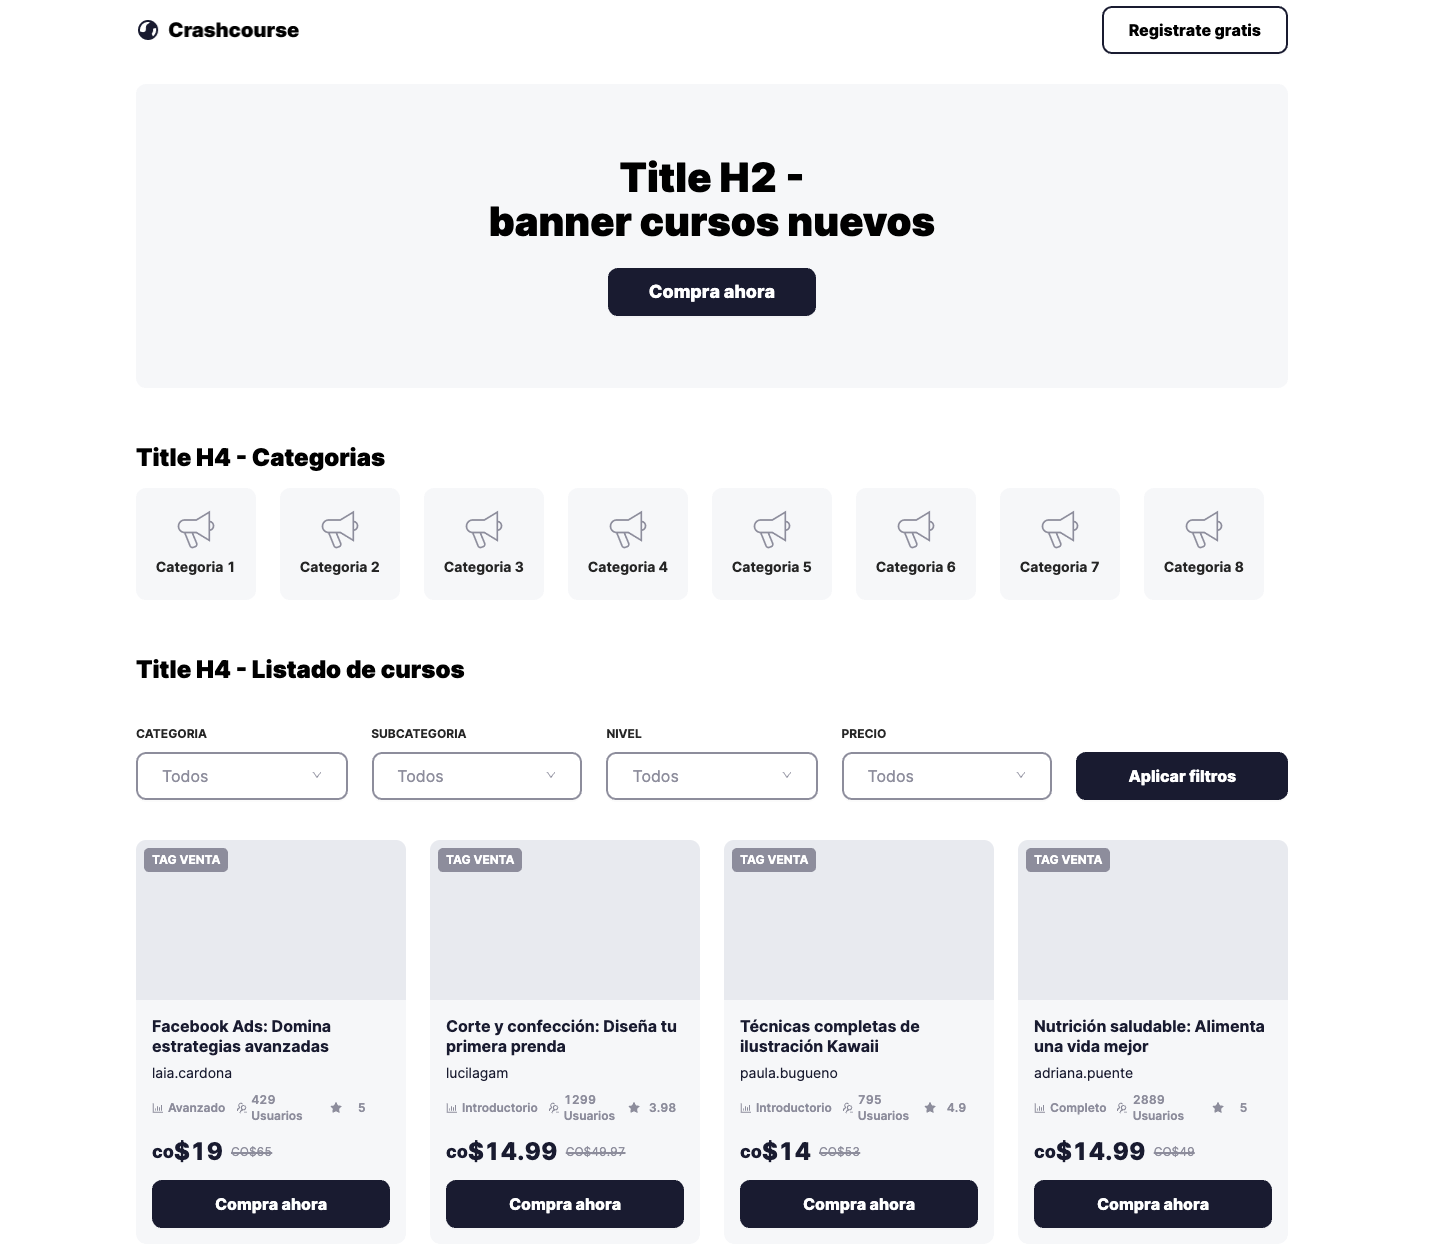 Crashcourse
Registrate gratis
Title H2 -
banner cursos nuevos
Compra ahora
Title H4 - Categorias
Categoria 1
Categoria 2
Categoria 3
Categoria 4
Categoria 5
Categoria 6
Categoria 7
Categoria 8
Title H4 - Listado de cursos
CATEGORIA
SUBCATEGORIA
NIVEL
PRECIO
Todos
Todos
Todos
Todos
Aplicar filtros
TAG VENTA
Facebook Ads: Domina
estrategias avanzadas
laia.cardona
Avanzado
429
Usuarios
5
co$19 CO$65
Compra ahora
TAG VENTA
Corte y confección: Diseña tu
primera prenda
lucilagam
Introductorio
1299
Usuarios
3.98
co$14.99 CO$49.97
Compra ahora
TAG VENTA
Técnicas completas de
ilustración Kawaii
paula.bugueno
Introductorio
795
Usuarios
4.9
co$14 CO$53
Compra ahora
TAG VENTA
Nutrición saludable: Alimenta
una vida mejor
adriana.puente
Completo
2889
Usuarios
5
co$14.99 CO$49
Compra ahora